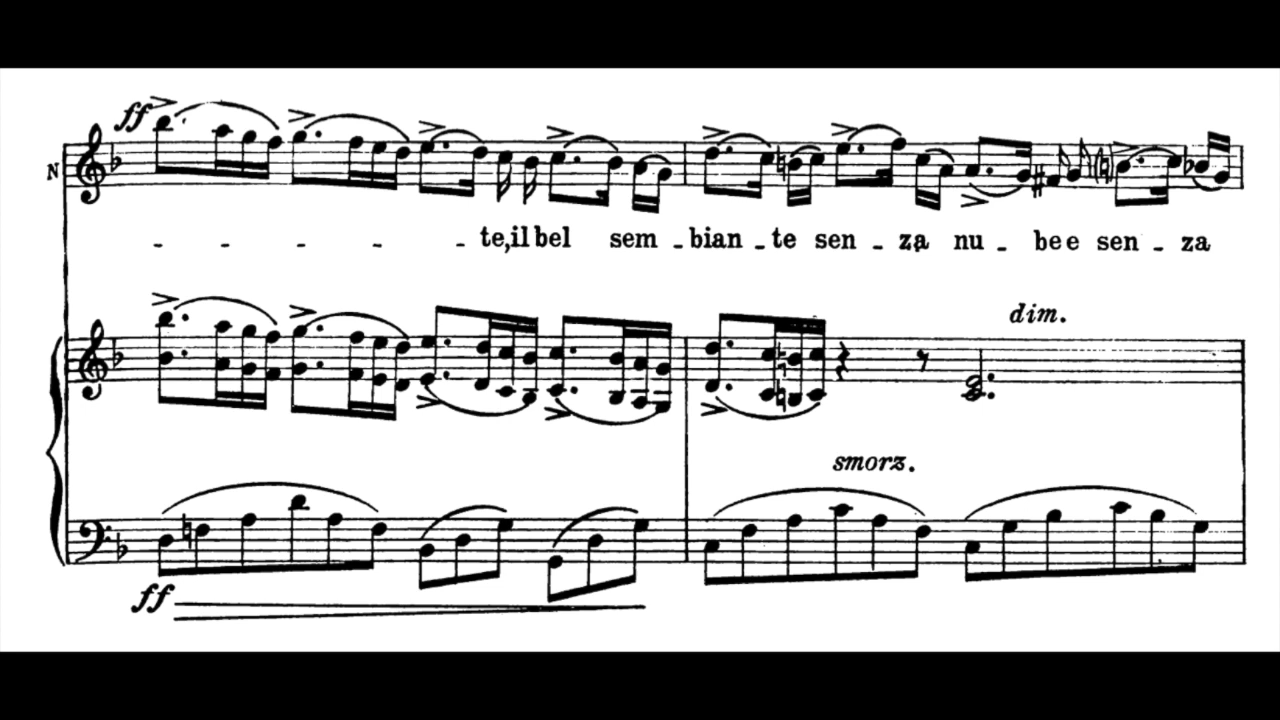 ff
N
- - - - - te, il bel sem - bian - te sen - za nu - be e sen - za
dim.
smorz.
ff